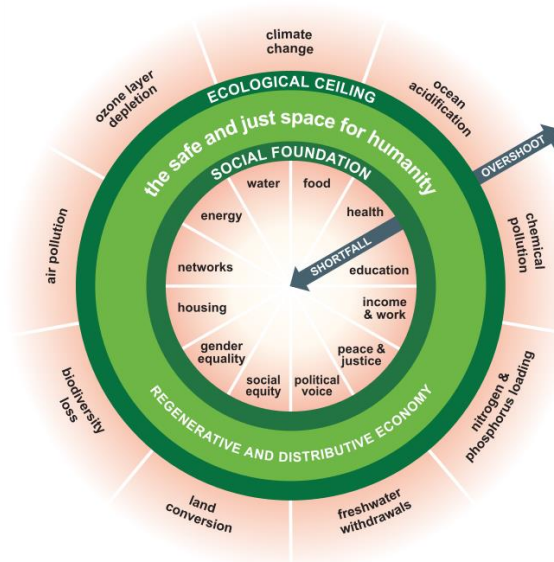 climate
change
ozone layer
depletion
ocean
acidification
ECOLOGICAL CEILING
the safe and just space for humanity
OVERSHOOT
SOCIAL FOUNDATION
water
food
energy
health
SHORTFALL
air pollution
chemical
pollution
networks
education
housing
income
& work
gender
equality
peace &
justice
social
equity
political
voice
biodiversity
loss
nitrogen &
phosphorus loading
REGENERATIVE AND DISTRIBUTIVE ECONOMY
land
conversion
freshwater
withdrawals